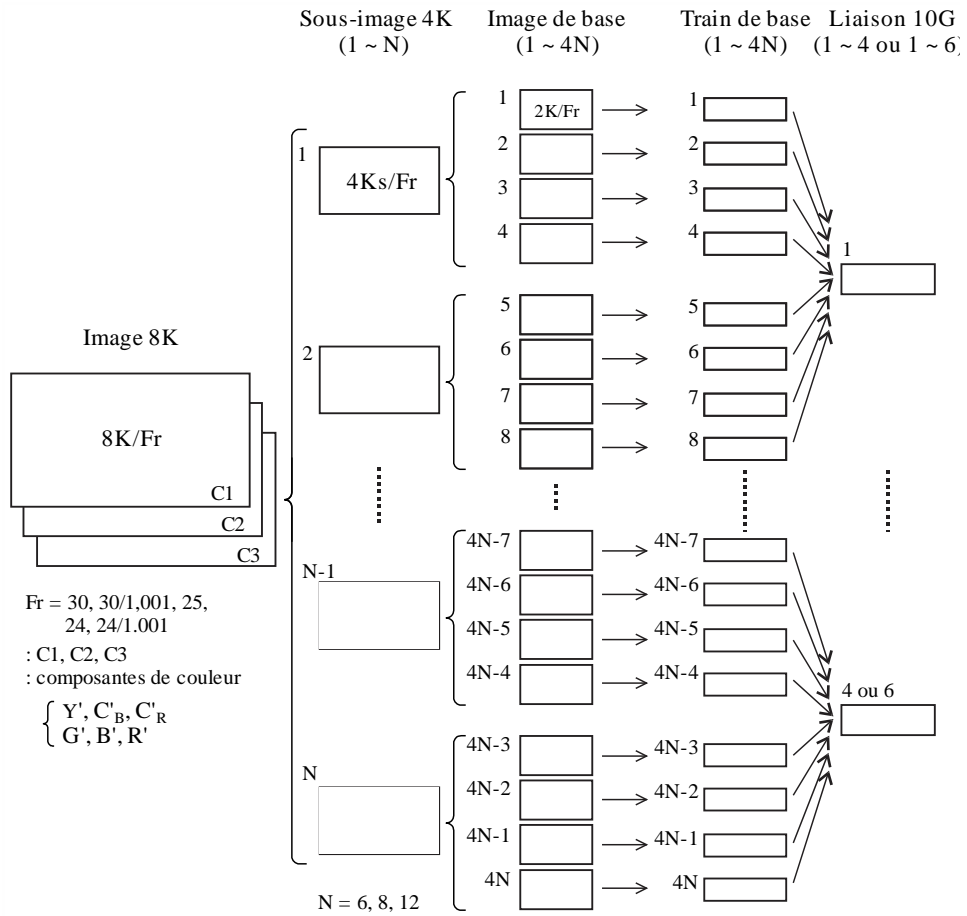 Sous-image 4K
(1 ~ N)
Image de base
(1 ~ 4N)
Train de base
(1 ~ 4N)
Liaison 10G
(1 ~ 4 ou 1 ~ 6)
Image 8K
8K/Fr
C1
C2
C3
Fr = 30, 30/1,001, 25,
24, 24/1.001
: C1, C2, C3
: composantes de couleur
Y', C'B, C'R
G', B', R'
1
4Ks/Fr
2
N-1
N
N = 6, 8, 12
1
2K/Fr
2
3
4
5
6
7
8
4N-7
4N-6
4N-5
4N-4
4N-3
4N-2
4N-1
4N
1
2
3
4
5
6
7
8
4N-7
4N-6
4N-5
4N-4
4N-3
4N-2
4N-1
4N
1
4 ou 6